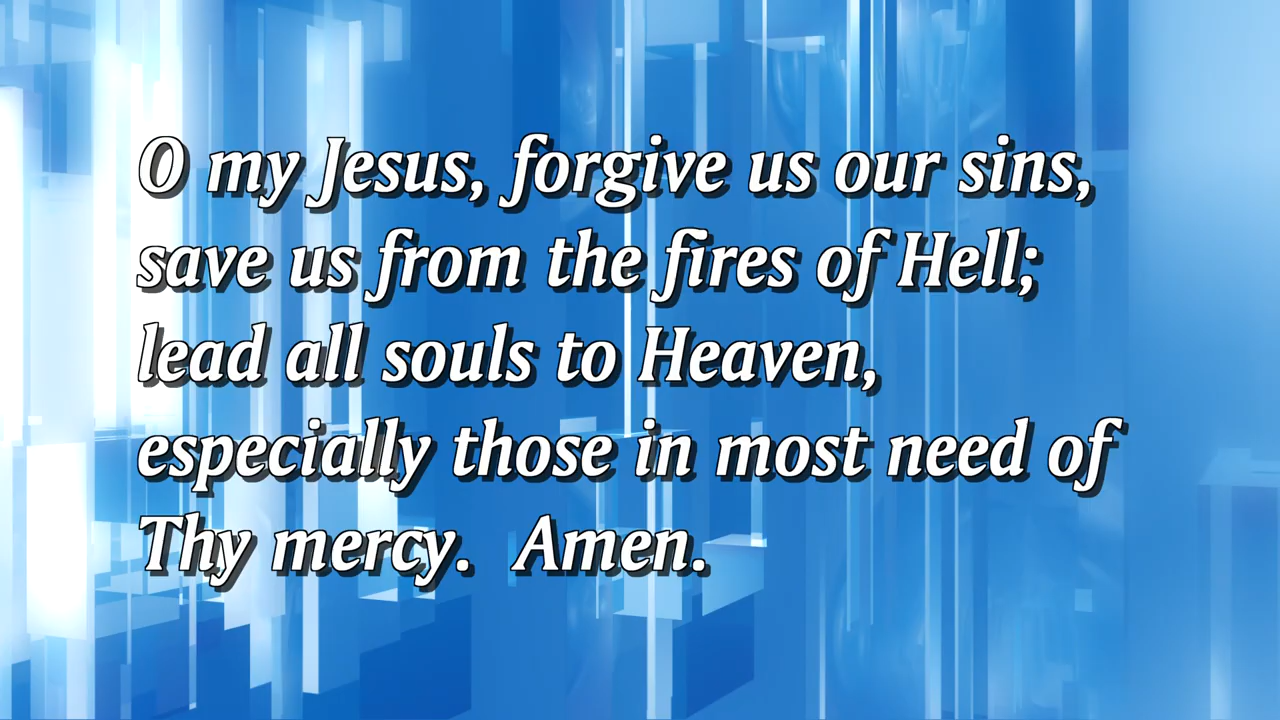 O my Jesus, forgive us our sins,
save us from the fires of Hell;
lead all souls to Heaven,
especially those in most need of
Thy mercy.  Amen.